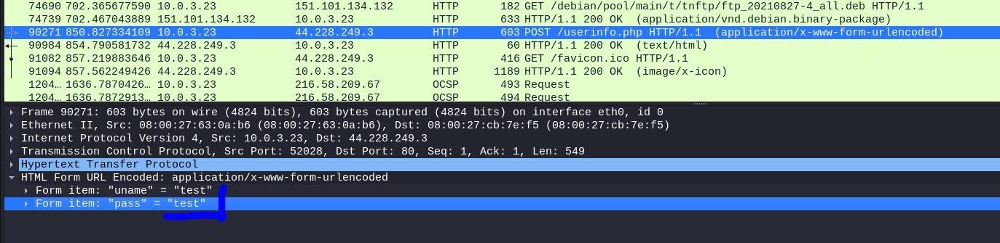 74690 702.365677590 10.0.3.23 151.101.134.132 HTTP 182 GET /debian/pool/main/t/tnftp/ftp_20210827-4_all.deb HTTP/1.1
74739 702.467043889 151.101.134.132 10.0.3.23 HTTP 633 HTTP/1.1 200 OK (application/vnd.debian.binary-package)
90271 850.827334109 10.0.3.23 44.228.249.3 HTTP 603 POST /userinfo.php HTTP/1.1 (application/x-www-form-urlencoded)
90984 854.790581732 44.228.249.3 10.0.3.23 HTTP 60 HTTP/1.1 200 OK (text/html)
91082 857.219883646 10.0.3.23 44.228.249.3 HTTP 416 GET /favicon.ico HTTP/1.1
91094 857.562249426 44.228.249.3 10.0.3.23 HTTP 1189 HTTP/1.1 200 OK (image/x-icon)
1204… 1636.7870426… 10.0.3.23 216.58.209.67 OCSP 493 Request
1204… 1636.7872913… 10.0.3.23 216.58.209.67 OCSP 494 Request
Frame 90271: 603 bytes on wire (4824 bits), 603 bytes captured (4824 bits) on interface eth0, id 0
Ethernet II, Src: 08:00:27:63:0a:b6 (08:00:27:63:0a:b6), Dst: 08:00:27:cb:7e:f5 (08:00:27:cb:7e:f5)
Internet Protocol Version 4, Src: 10.0.3.23, Dst: 44.228.249.3
Transmission Control Protocol, Src Port: 52028, Dst Port: 80, Seq: 1, Ack: 1, Len: 549
Hypertext Transfer Protocol
HTML Form URL Encoded: application/x-www-form-urlencoded
Form item: "uname" = "test"
Form item: "pass" = "test"